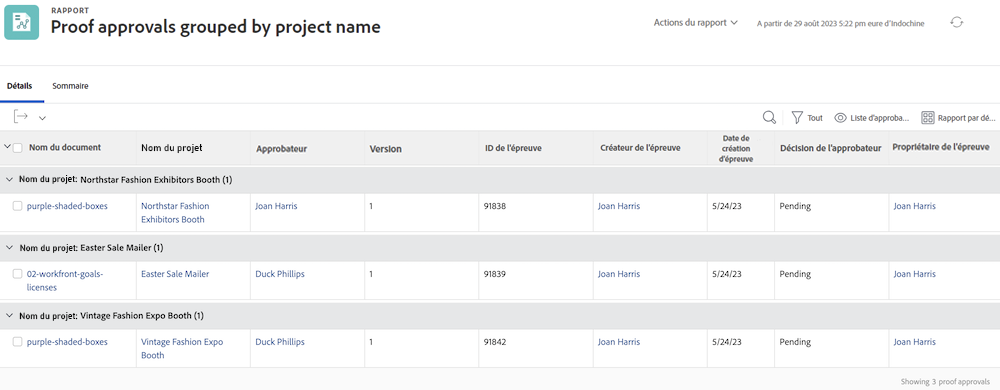 RAPPORT
Proof approvals grouped by project name
Actions du rapport
A partir de 29 août 2023 5:22 pm eure d'Indochine
Détails
Sommaire
Tout
Liste d'approba...
Rapport par dé...
Nom du document
Nom du projet
Approbateur
Version
ID de l'épreuve
Créateur de l'épreuve
Date de
création
d'épreuve
Décision de l'approbateur
Propriétaire de l'épreuve
Nom du projet: Northstar Fashion Exhibitors Booth (1)
purple-shaded-boxes
Northstar Fashion
Exhibitors Booth
Joan Harris
1
91838
Joan Harris
5/24/23
Pending
Joan Harris
Nom du projet: Easter Sale Mailer (1)
02-workfront-goals-
licenses
Easter Sale Mailer
Duck Phillips
1
91839
Joan Harris
5/24/23
Pending
Joan Harris
Nom du projet: Vintage Fashion Expo Booth (1)
purple-shaded-boxes
Vintage Fashion Expo
Booth
Duck Phillips
1
91842
Joan Harris
5/24/23
Pending
Joan Harris
Showing 3 proof approvals